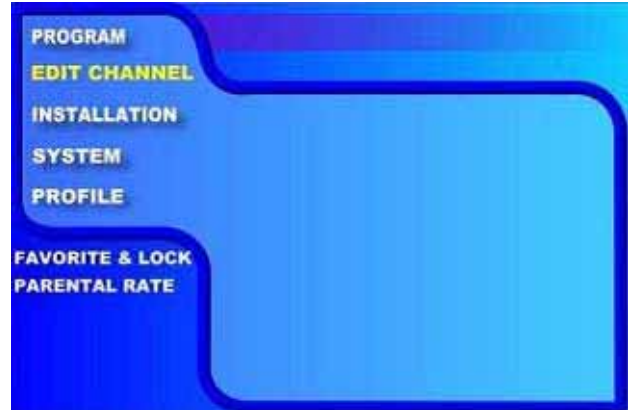 PROGRAM
EDIT CHANNEL
INSTALLATION
SYSTEM
PROFILE
FAVORITE & LOCK
PARENTAL RATE